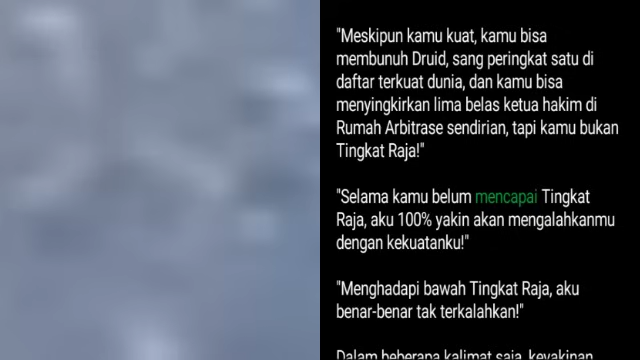 "Meskipun kamu kuat, kamu bisa
membunuh Druid, sang peringkat satu di
daftar terkuat dunia, dan kamu bisa
menyingkirkan lima belas ketua hakim di
Rumah Arbitrase sendirian, tapi kamu bukan
Tingkat Raja!"
"Selama kamu belum mencapai Tingkat
Raja, aku 100% yakin akan mengalahkanmu
dengan kekuatanku!"
"Menghadapi bawah Tingkat Raja, aku
benar-benar tak terkalahkan!"
Dalam beberapa kalimat saja, keyakinan